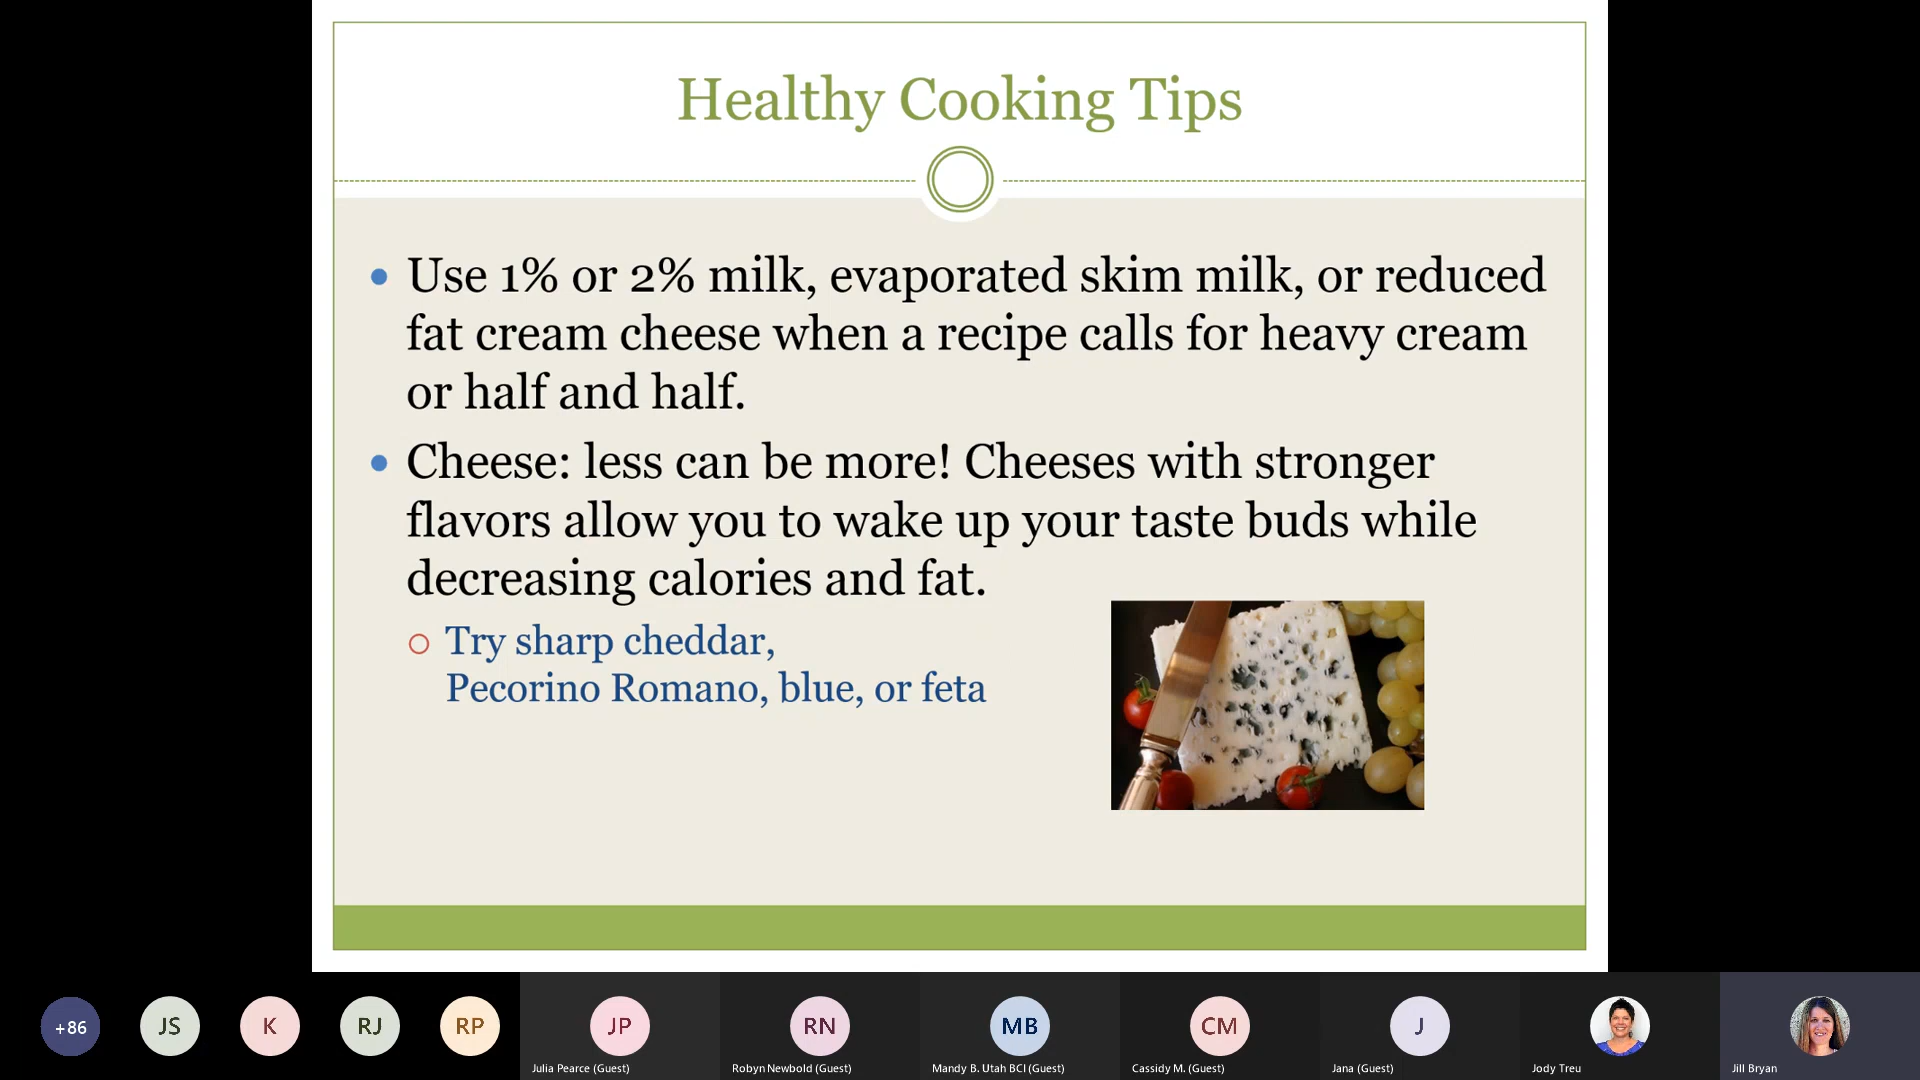 Healthy Cooking Tips
• Use 1% or 2% milk, evaporated skim milk, or reduced
fat cream cheese when a recipe calls for heavy cream
or half and half.
• Cheese: less can be more! Cheeses with stronger
flavors allow you to wake up your taste buds while
decreasing calories and fat.
○ Try sharp cheddar,
Pecorino Romano, blue, or feta
+86
JS
K
RJ
RP
JP
RN
MB
CM
J
Julia Pearce (Guest)
Robyn Newbold (Guest)
Mandy B. Utah BCI (Guest)
Cassidy M. (Guest)
Jana (Guest)
Jody Treu
Jill Bryan